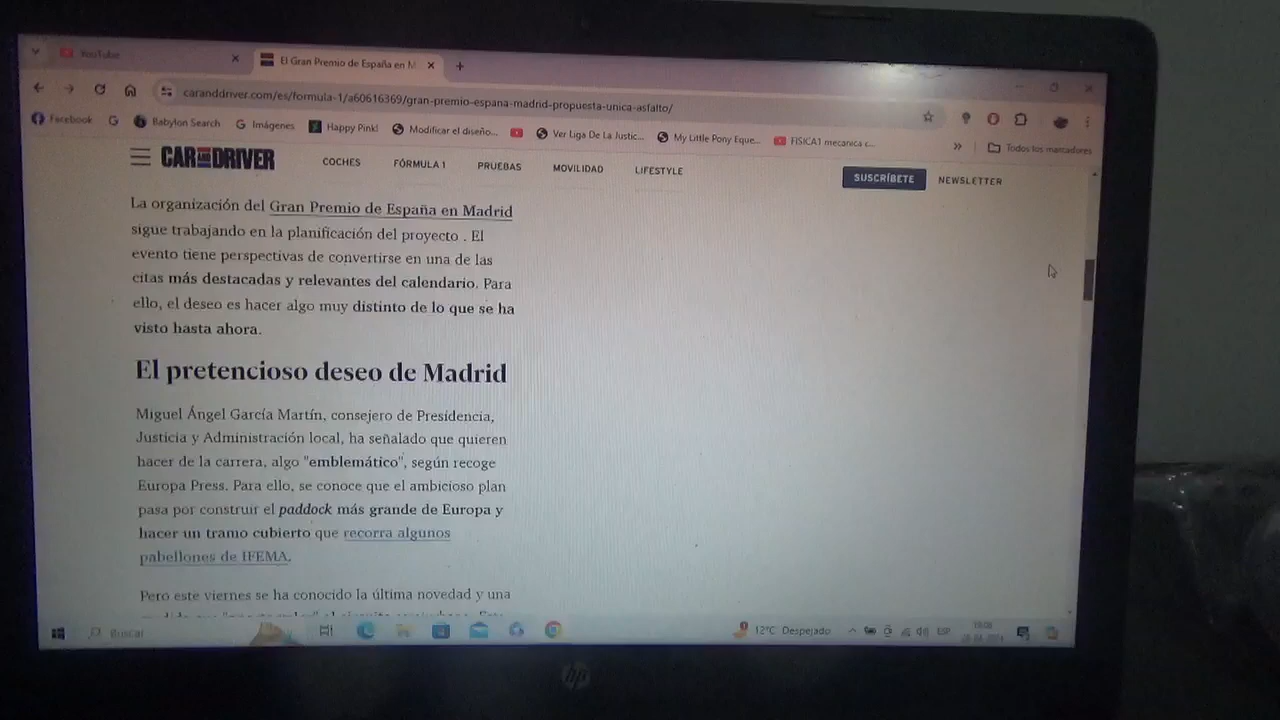 YouTube
El Gran Premio de España en M
caranddriver.com/es/formula-1/a60616369/gran-premio-espana-madrid-propuesta-unica-asfalto/
Facebook
Babylon Search
Imágenes
Happy Pink!
Modificar el diseño...
Ver Liga De La Justic...
My Little Pony Eque...
FISICA1 mecanica c...
Todos los marcadores
CAR AND DRIVER
COCHES
FÓRMULA 1
PRUEBAS
MOVILIDAD
LIFESTYLE
SUSCRÍBETE
NEWSLETTER
La organización del Gran Premio de España en Madrid
sigue trabajando en la planificación del proyecto . El
evento tiene perspectivas de convertirse en una de las
citas más destacadas y relevantes del calendario. Para
ello, el deseo es hacer algo muy distinto de lo que se ha
visto hasta ahora.
El pretencioso deseo de Madrid
Miguel Ángel García Martín, consejero de Presidencia,
Justicia y Administración local, ha señalado que quieren
hacer de la carrera, algo "emblemático", según recoge
Europa Press. Para ello, se conoce que el ambicioso plan
pasa por construir el paddock más grande de Europa y
hacer un tramo cubierto que recorra algunos
pabellones de IFEMA.
Pero este viernes se ha conocido la última novedad y una
Buscar
12°C Despejado
ESP
hp